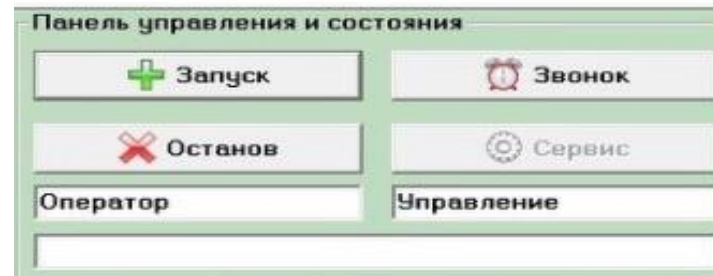 Панель управления и состояния
Запуск
Звонок
Останов
Сервис
Оператор
Управление